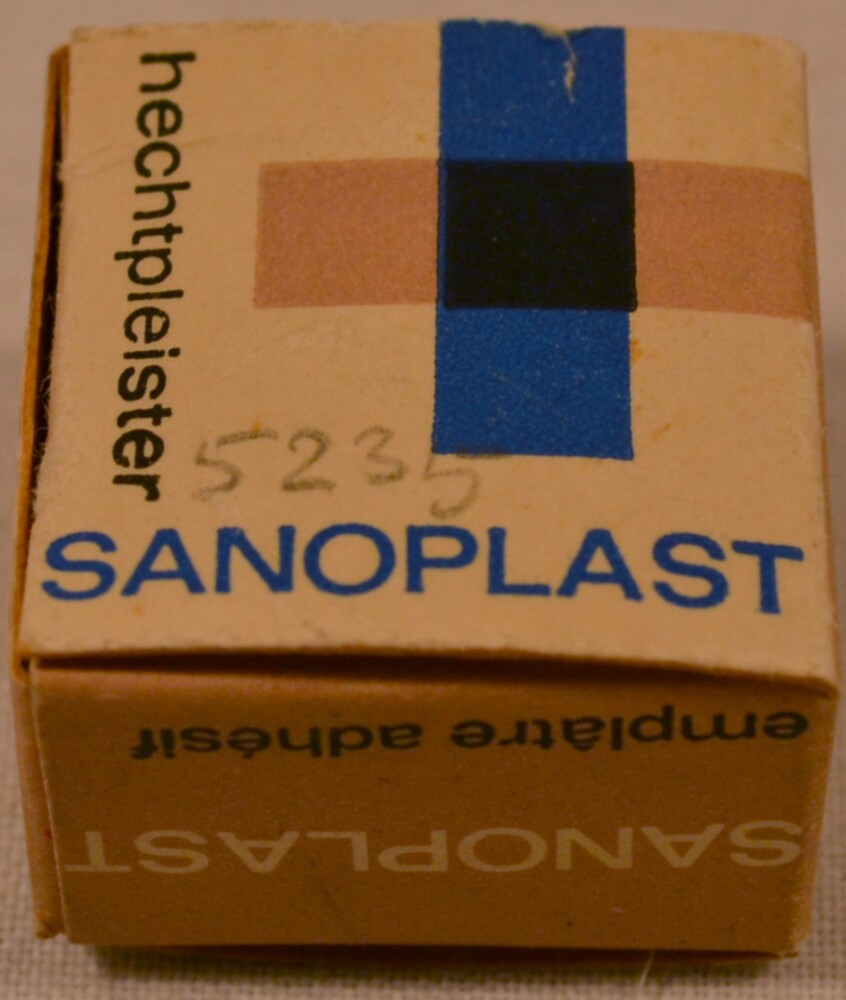 hechtpleister
5235
SANOPLAST
emplâtre adhésif
SANOPLAST